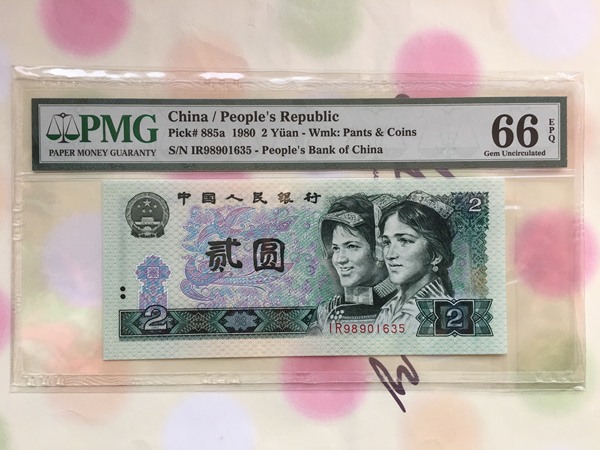 PMG
PAPER MONEY GUARANTY
China / People's Republic
Pick# 885a 1980 2 Yüan - Wmk: Pants & Coins
S/N IR98901635 - People's Bank of China
66 EPQ
Gem Uncirculated
中国人民银行
2
贰圆
IR98901635
2
2